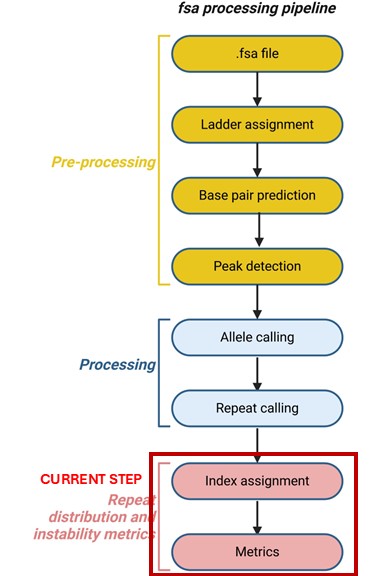 fsa processing pipeline
.fsa file
Ladder assignment
Pre-processing
Base pair prediction
Peak detection
Allele calling
Processing
Repeat calling
CURRENT STEP
Index assignment
Repeat
distribution and
instability metrics
Metrics